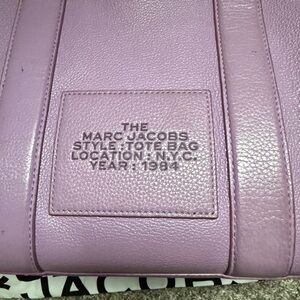 THE
MARC JACOBS
STYLE : TOTE BAG
LOCATION : N.Y.C.
YEAR : 1984